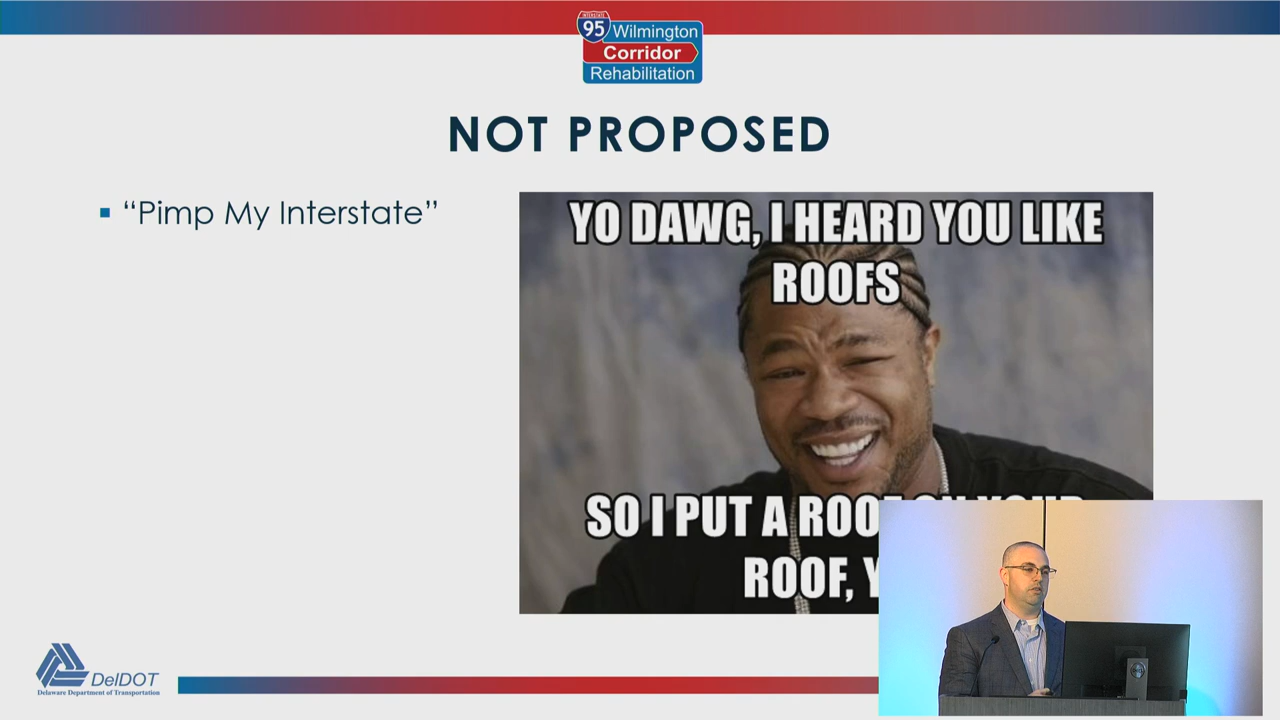 INTERSTATE
95 Wilmington
Corridor
Rehabilitation
NOT PROPOSED
“Pimp My Interstate”
YO DAWG, I HEARD YOU LIKE
ROOFS
SO I PUT A
ROOF,
DelDOT
Delaware Department of Transportation